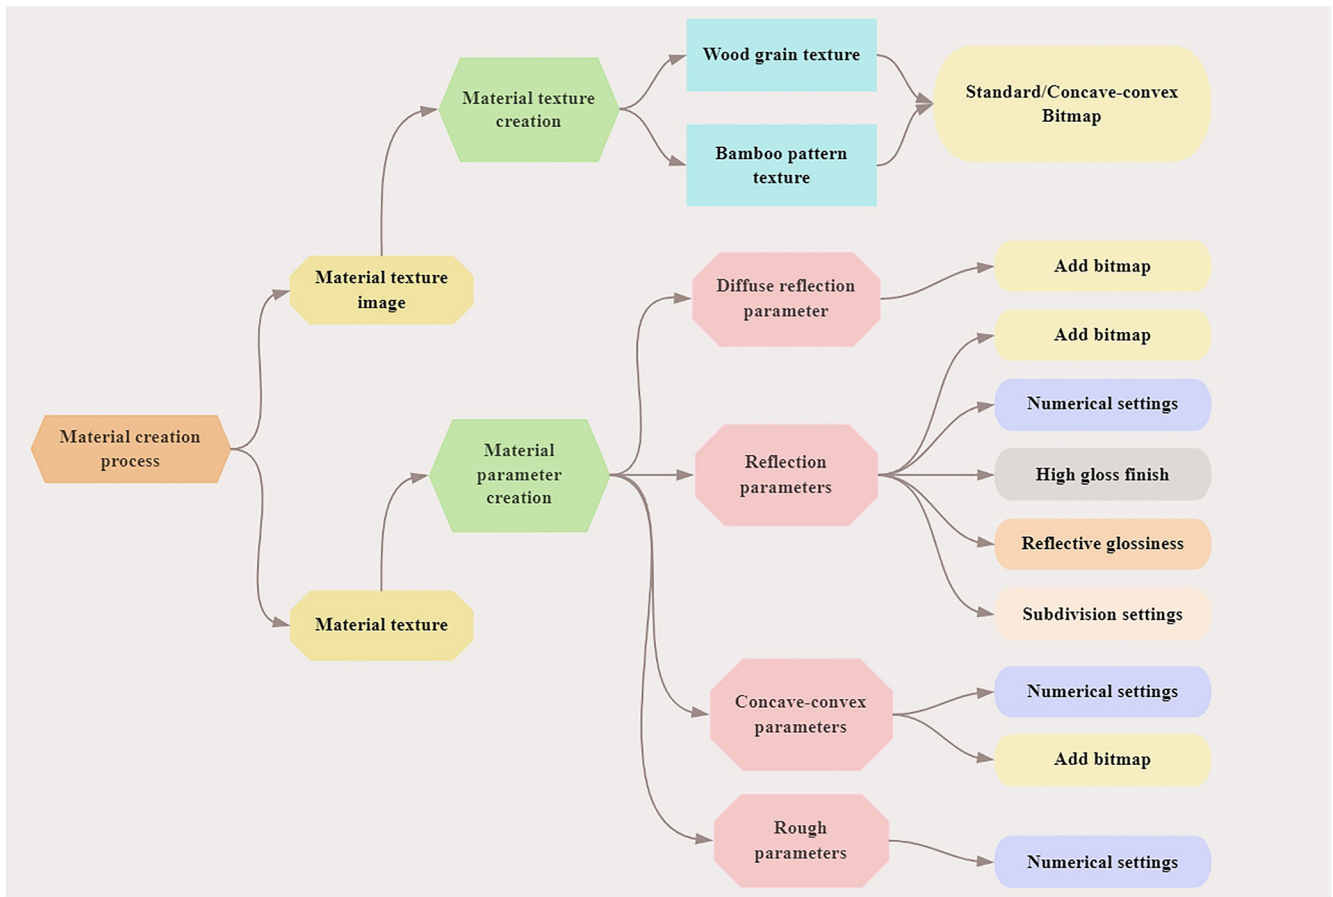 Material creation
process
Material texture
image
Material texture
Material texture
creation
Material
parameter
creation
Wood grain texture
Bamboo pattern
texture
Standard/Concave-convex
Bitmap
Diffuse reflection
parameter
Add bitmap
Reflection
parameters
Add bitmap
Numerical settings
High gloss finish
Reflective glossiness
Subdivision settings
Concave-convex
parameters
Numerical settings
Add bitmap
Rough
parameters
Numerical settings